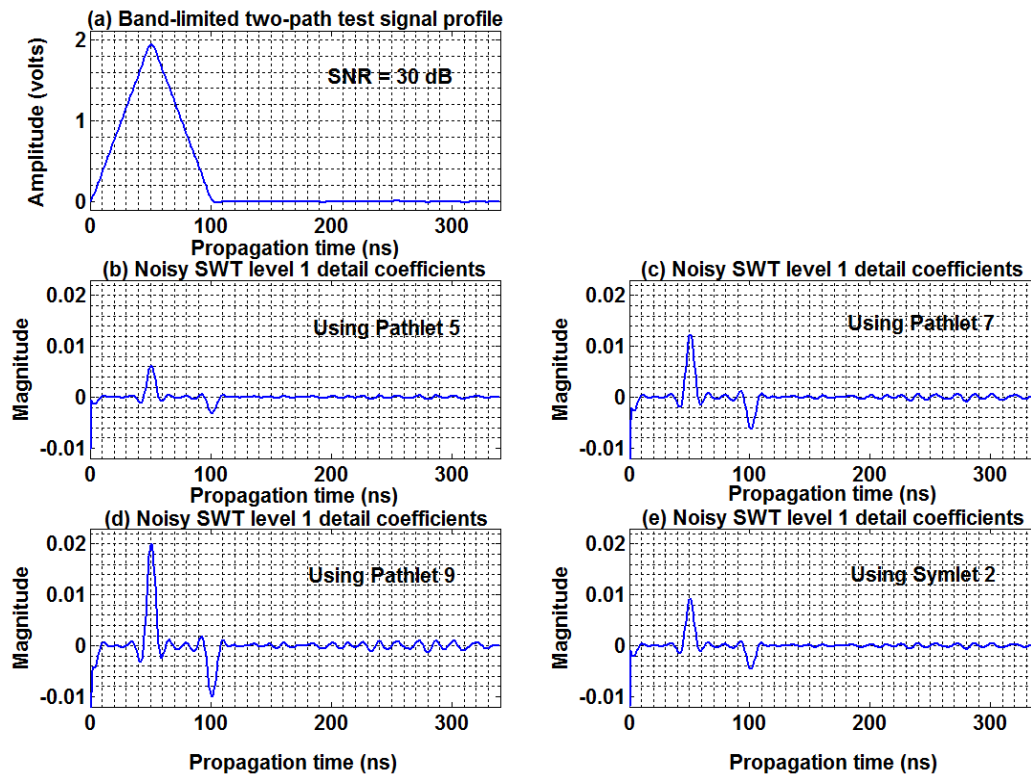 (a) Band-limited two-path test signal profile
Amplitude (volts)
2
1
0
SNR = 30 dB
0 100 200 300
Propagation time (ns)
(b) Noisy SWT level 1 detail coefficients
Magnitude
0.02
0.01
0
-0.01
Using Pathlet 5
0 100 200 300
Propagation time (ns)
(c) Noisy SWT level 1 detail coefficients
Magnitude
0.02
0.01
0
-0.01
Using Pathlet 7
0 100 200 300
Propagation time (ns)
(d) Noisy SWT level 1 detail coefficients
Magnitude
0.02
0.01
0
-0.01
Using Pathlet 9
0 100 200 300
Propagation time (ns)
(e) Noisy SWT level 1 detail coefficients
Magnitude
0.02
0.01
0
-0.01
Using Symlet 2
0 100 200 300
Propagation time (ns)